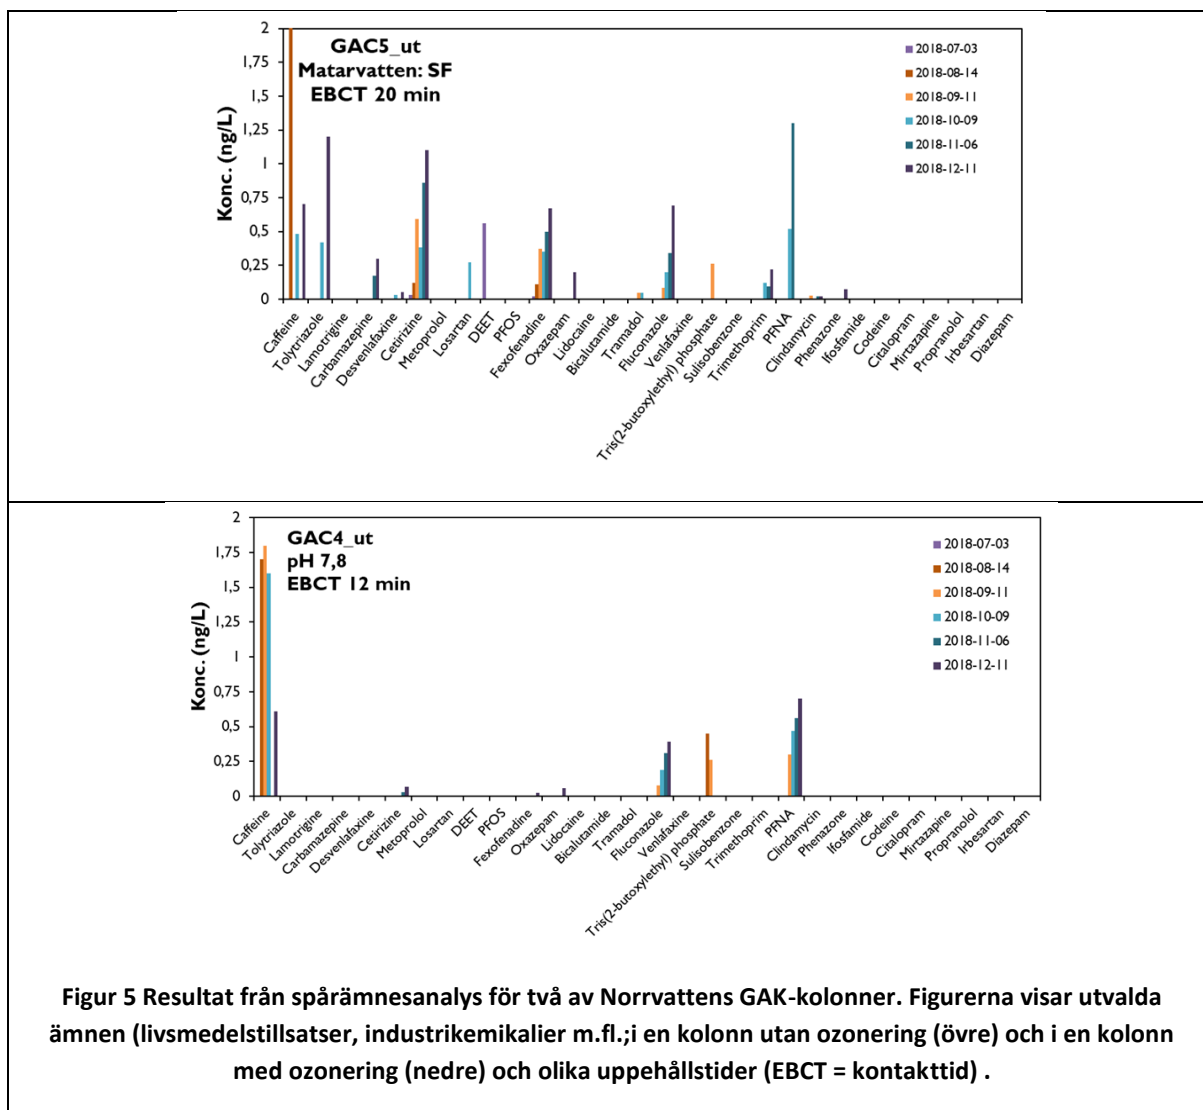 2
1,75
1,5
1,25
1
0,75
0,5
0,25
0
Konc. (ng/L)
GAC5_ut
Matarvatten: SF
EBCT 20 min
2018-07-03
2018-08-14
2018-09-11
2018-10-09
2018-11-06
2018-12-11
Caffeine
Tolytriazole
Lamotrigine
Carbamazepine
Desvenlafaxine
Cetirizine
Metoprolol
Losartan
DEET
PFOS
Fexofenadine
Oxazepam
Lidocaine
Bicalutamide
Tramadol
Fluconazole
Venlafaxine
Tris(2-butoxylethyl) phosphate
Sulisobenzone
Trimethoprim
PFNA
Clindamycin
Phenazone
Ifosfamide
Codeine
Citalopram
Mirtazapine
Propranolol
Irbesartan
Diazepam
2
1,75
1,5
1,25
1
0,75
0,5
0,25
0
Konc. (ng/L)
GAC4_ut
pH 7,8
EBCT 12 min
2018-07-03
2018-08-14
2018-09-11
2018-10-09
2018-11-06
2018-12-11
Caffeine
Tolytriazole
Lamotrigine
Carbamazepine
Desvenlafaxine
Cetirizine
Metoprolol
Losartan
DEET
PFOS
Fexofenadine
Oxazepam
Lidocaine
Bicalutamide
Tramadol
Fluconazole
Venlafaxine
Tris(2-butoxylethyl) phosphate
Sulisobenzone
Trimethoprim
PFNA
Clindamycin
Phenazone
Ifosfamide
Codeine
Citalopram
Mirtazapine
Propranolol
Irbesartan
Diazepam
Figur 5 Resultat från spårämnesanalys för två av Norrvattens GAK-kolonner. Figurerna visar utvalda
ämnen (livsmedelstillsatser, industrikemikalier m.fl.;i en kolonn utan ozonering (övre) och i en kolonn
med ozonering (nedre) och olika uppehållstider (EBCT = kontakttid) .